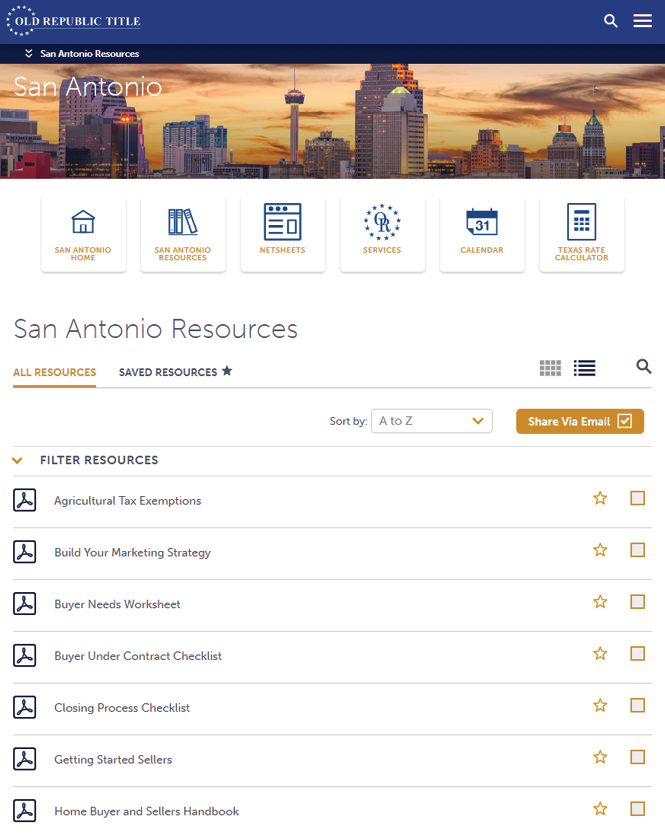 OLD REPUBLIC TITLE
San Antonio Resources
San Antonio
SAN ANTONIO
HOME
SAN ANTONIO
RESOURCES
NETSHEETS
OR
SERVICES
31
CALENDAR
TEXAS RATE
CALCULATOR
San Antonio Resources
ALL RESOURCES
SAVED RESOURCES
Sort by:
A to Z
Share Via Email
FILTER RESOURCES
Agricultural Tax Exemptions
Build Your Marketing Strategy
Buyer Needs Worksheet
Buyer Under Contract Checklist
Closing Process Checklist
Getting Started Sellers
Home Buyer and Sellers Handbook